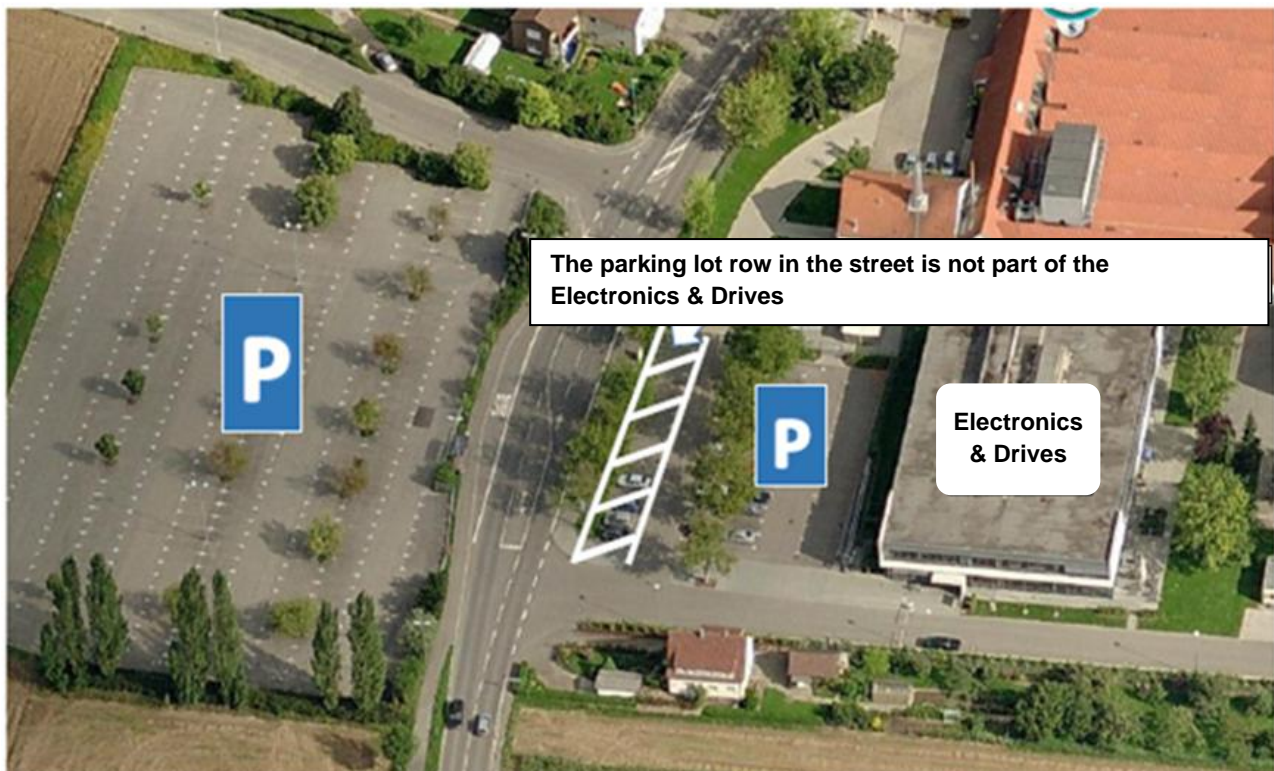 The parking lot row in the street is not part of the
Electronics & Drives
P
P
Electronics
& Drives